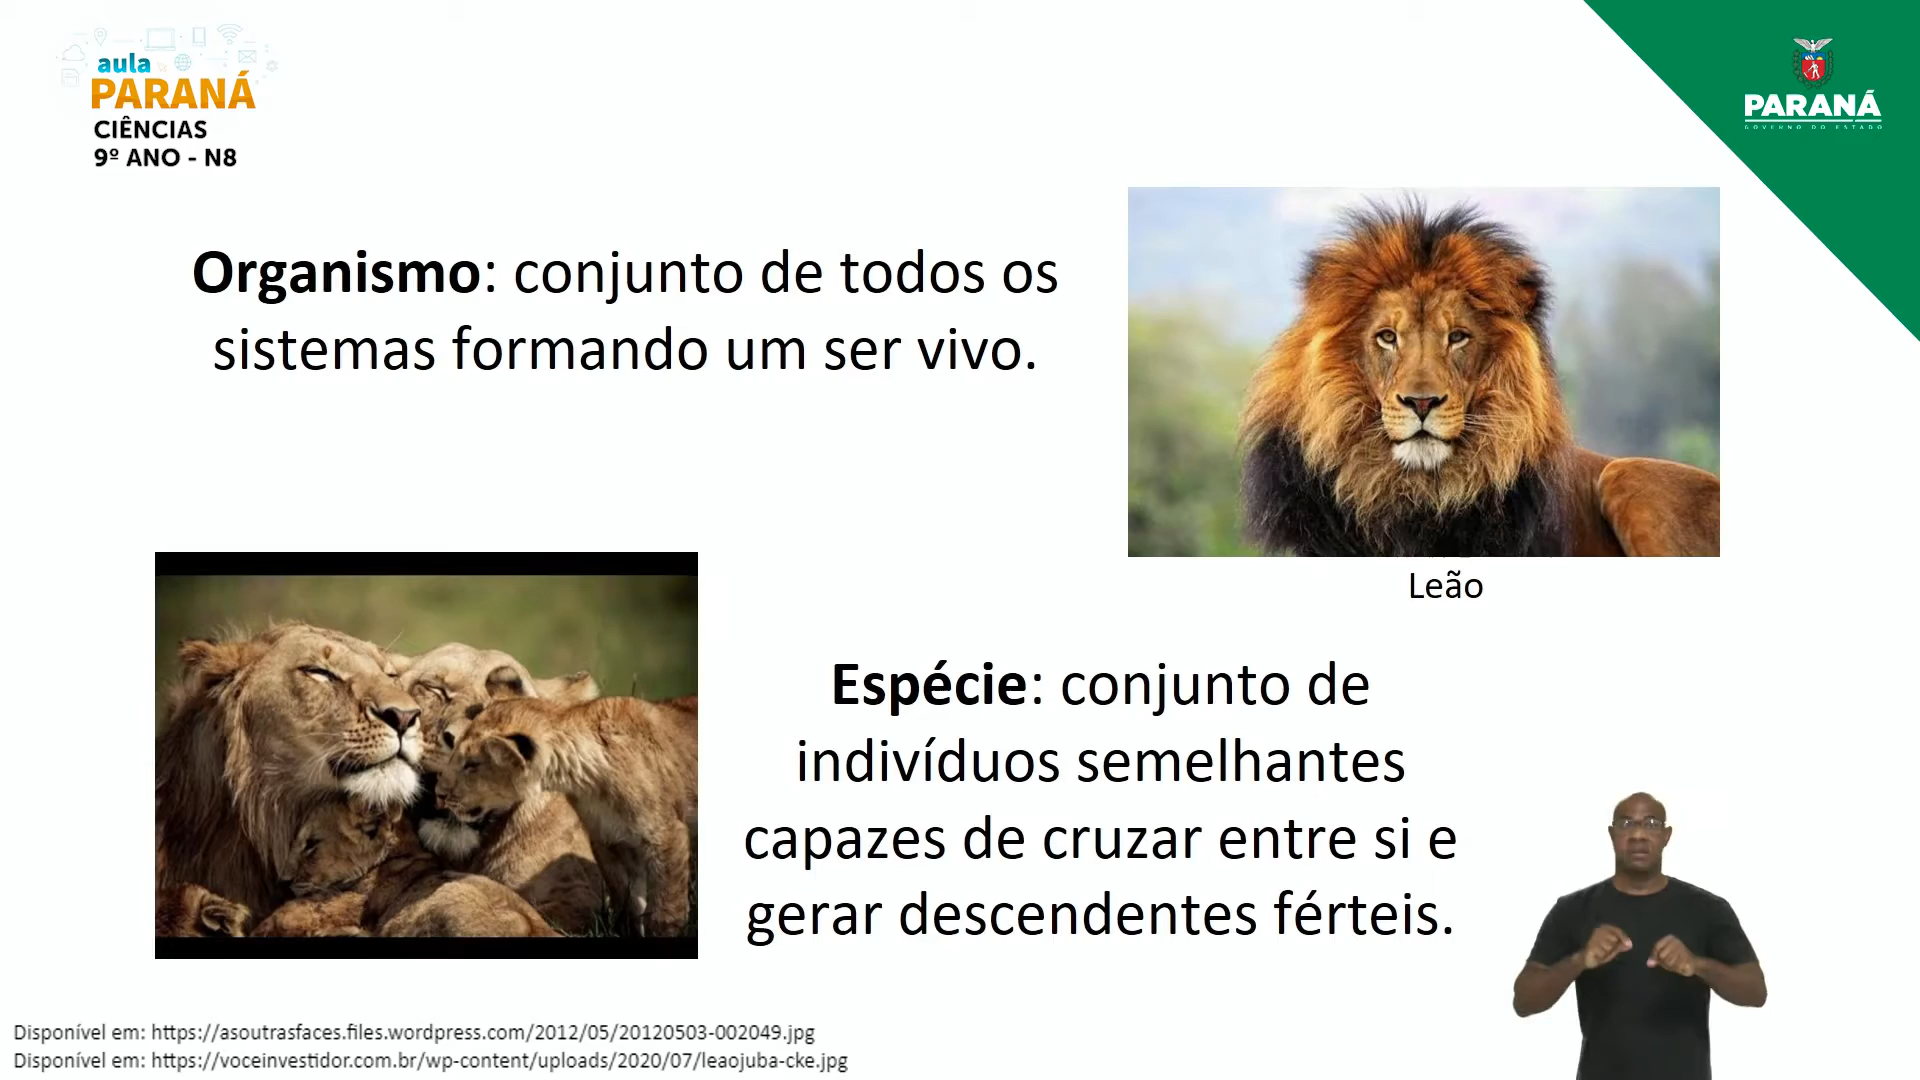 aula
PARANÁ
CIÊNCIAS
9º ANO - N8
PARANÁ
GOVERNO DO ESTADO
Organismo: conjunto de todos os
sistemas formando um ser vivo.
Leão
Espécie: conjunto de
indivíduos semelhantes
capazes de cruzar entre si e
gerar descendentes férteis.
Disponível em: https://asoutrasfaces.files.wordpress.com/2012/05/20120503-002049.jpg
Disponível em: https://voceinvestidor.com.br/wp-content/uploads/2020/07/leaojuba-cke.jpg